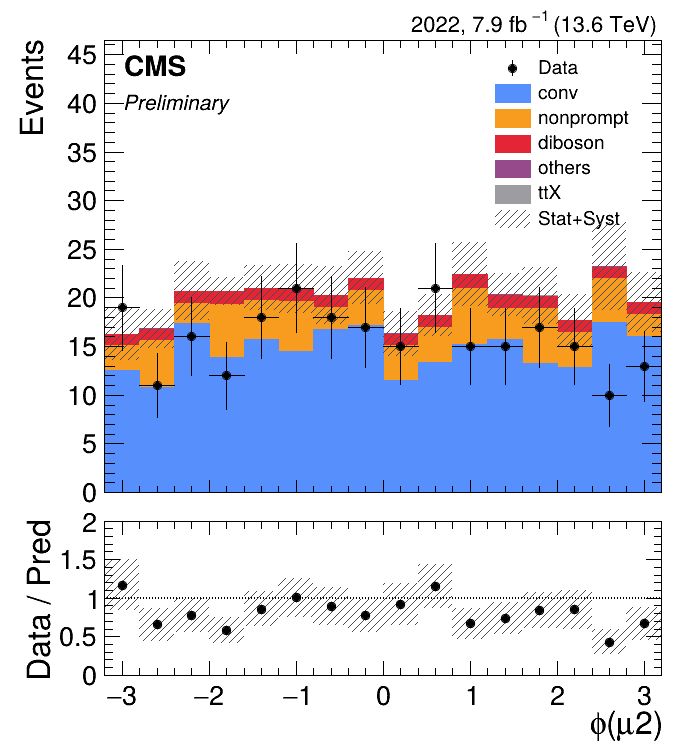 2022, 7.9 fb⁻¹ (13.6 TeV)
CMS
Preliminary
Events
45
40
35
30
25
20
15
10
5
0
Data
conv
nonprompt
diboson
others
ttX
Stat+Syst
Data / Pred
2
1.5
1
0.5
0
−3 −2 −1 0 1 2 3
ϕ(μ2)